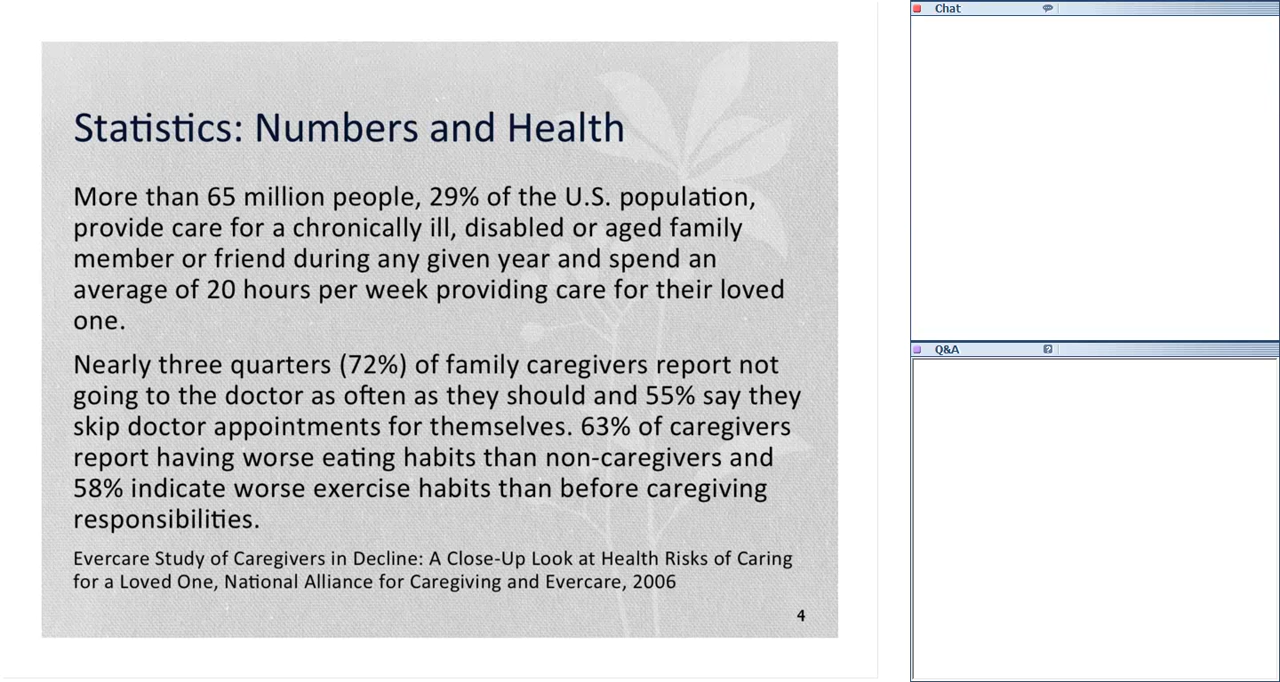 Statistics: Numbers and Health
More than 65 million people, 29% of the U.S. population,
provide care for a chronically ill, disabled or aged family
member or friend during any given year and spend an
average of 20 hours per week providing care for their loved
one.
Nearly three quarters (72%) of family caregivers report not
going to the doctor as often as they should and 55% say they
skip doctor appointments for themselves. 63% of caregivers
report having worse eating habits than non-caregivers and
58% indicate worse exercise habits than before caregiving
responsibilities.
Evercare Study of Caregivers in Decline: A Close-Up Look at Health Risks of Caring
for a Loved One, National Alliance for Caregiving and Evercare, 2006
4
Chat
Q&A